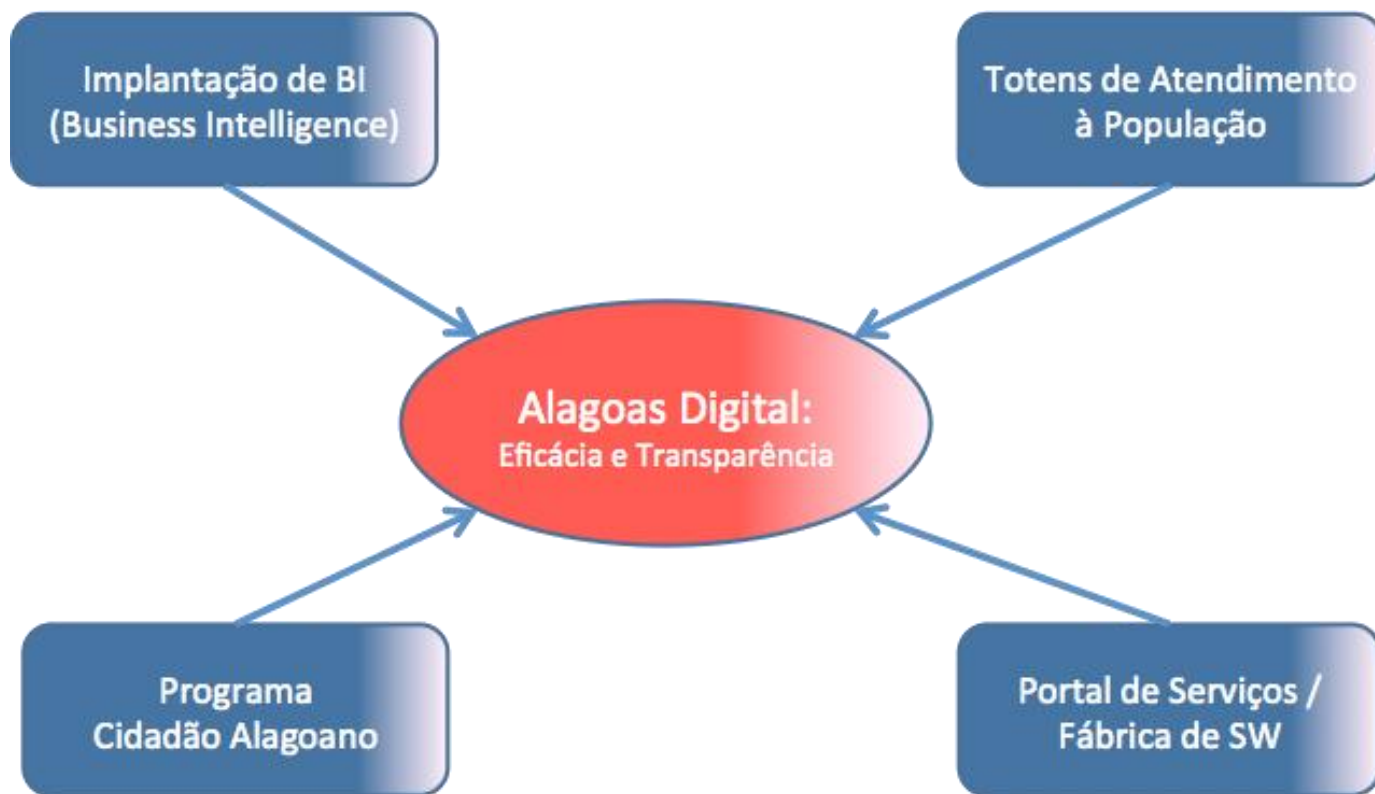 Implantação de BI
(Business Intelligence)
Totens de Atendimento
à População
Alagoas Digital:
Eficácia e Transparência
Programa
Cidadão Alagoano
Portal de Serviços /
Fábrica de SW